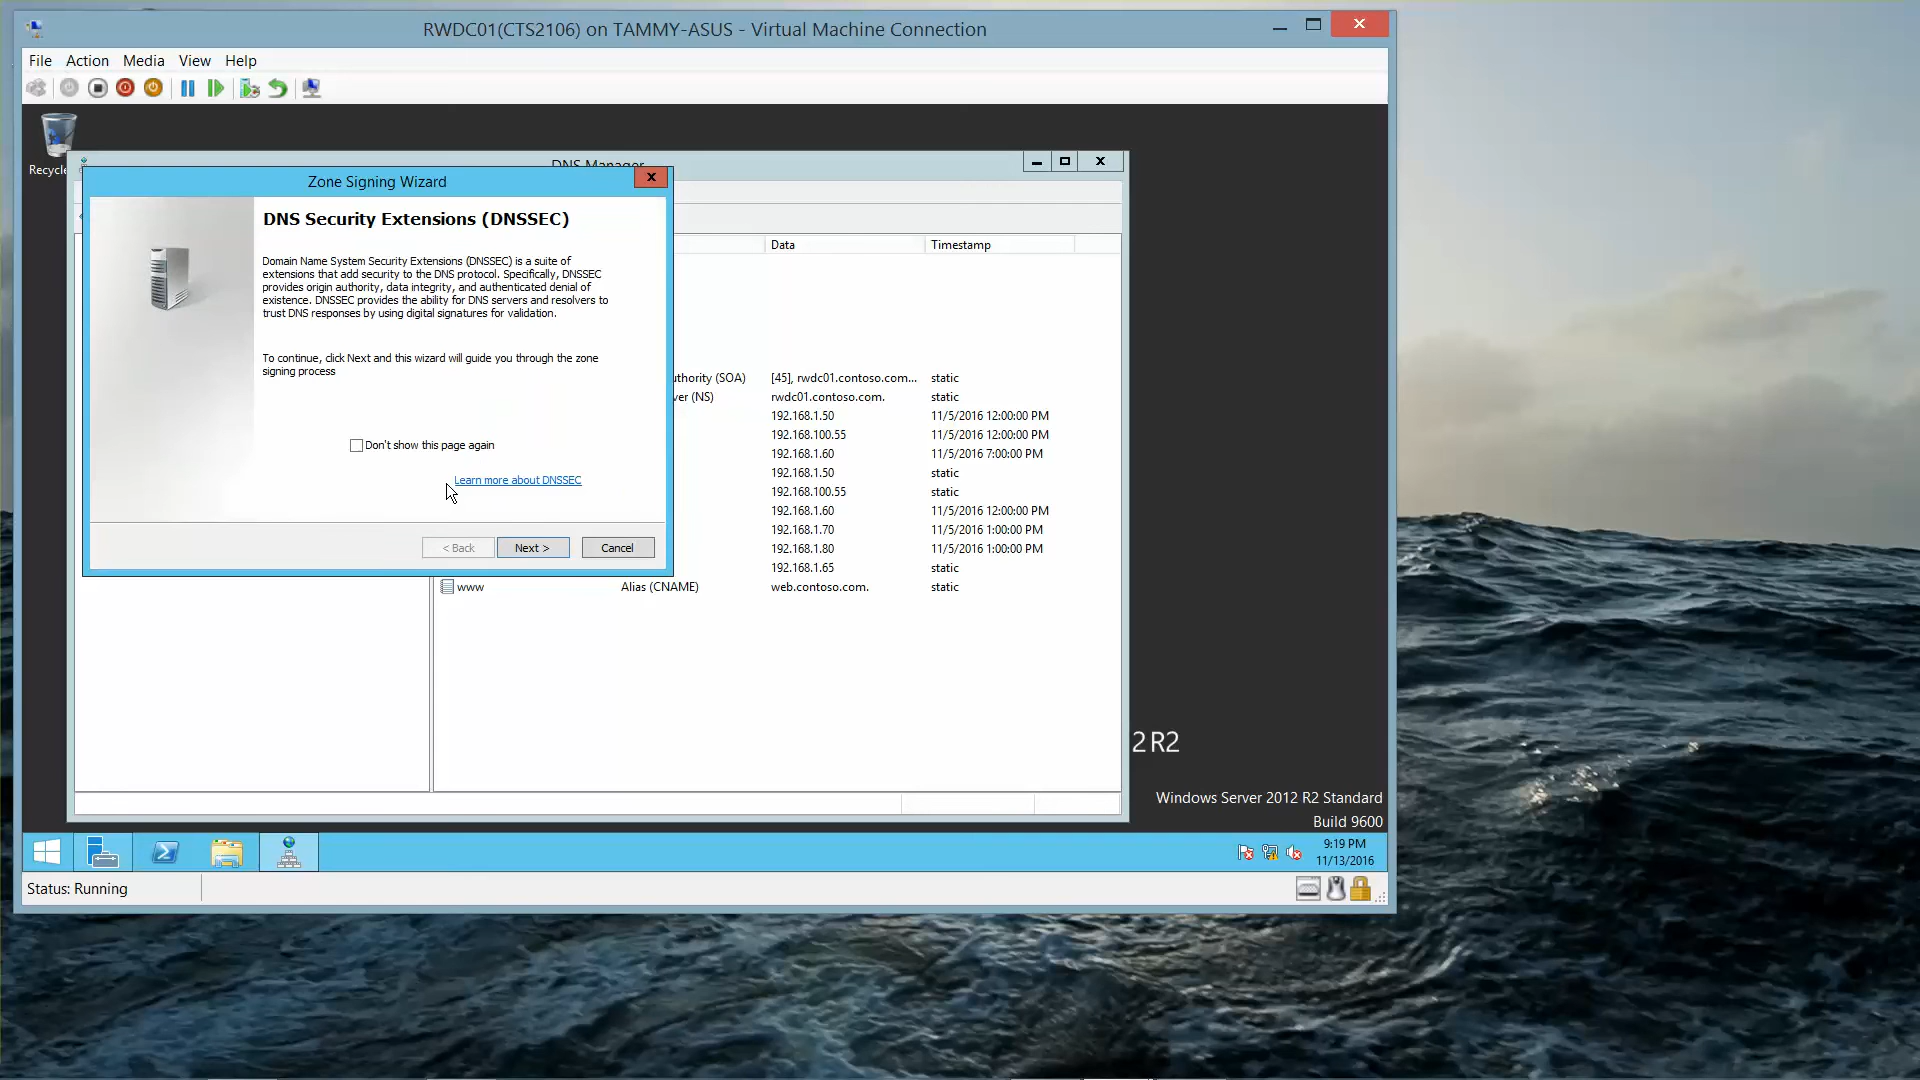 RWDC01(CTS2106) on TAMMY-ASUS - Virtual Machine Connection
File Action Media View Help
DNS Manager
Zone Signing Wizard
DNS Security Extensions (DNSSEC)
Domain Name System Security Extensions (DNSSEC) is a suite of
extensions that add security to the DNS protocol. Specifically, DNSSEC
provides origin authority, data integrity, and authenticated denial of
existence. DNSSEC provides the ability for DNS servers and resolvers to
trust DNS responses by using digital signatures for validation.
To continue, click Next and this wizard will guide you through the zone
signing process
Don't show this page again
Learn more about DNSSEC
< Back Next > Cancel
Data Timestamp
uthority (SOA) [45], rwdc01.contoso.com... static
ver (NS) rwdc01.contoso.com. static
192.168.1.50 11/5/2016 12:00:00 PM
192.168.100.55 11/5/2016 12:00:00 PM
192.168.1.60 11/5/2016 7:00:00 PM
192.168.1.50 static
192.168.100.55 static
192.168.1.60 11/5/2016 12:00:00 PM
192.168.1.70 11/5/2016 1:00:00 PM
192.168.1.80 11/5/2016 1:00:00 PM
192.168.1.65 static
www Alias (CNAME) web.contoso.com. static
Recycle
2 R2
Windows Server 2012 R2 Standard
Build 9600
9:19 PM
11/13/2016
Status: Running